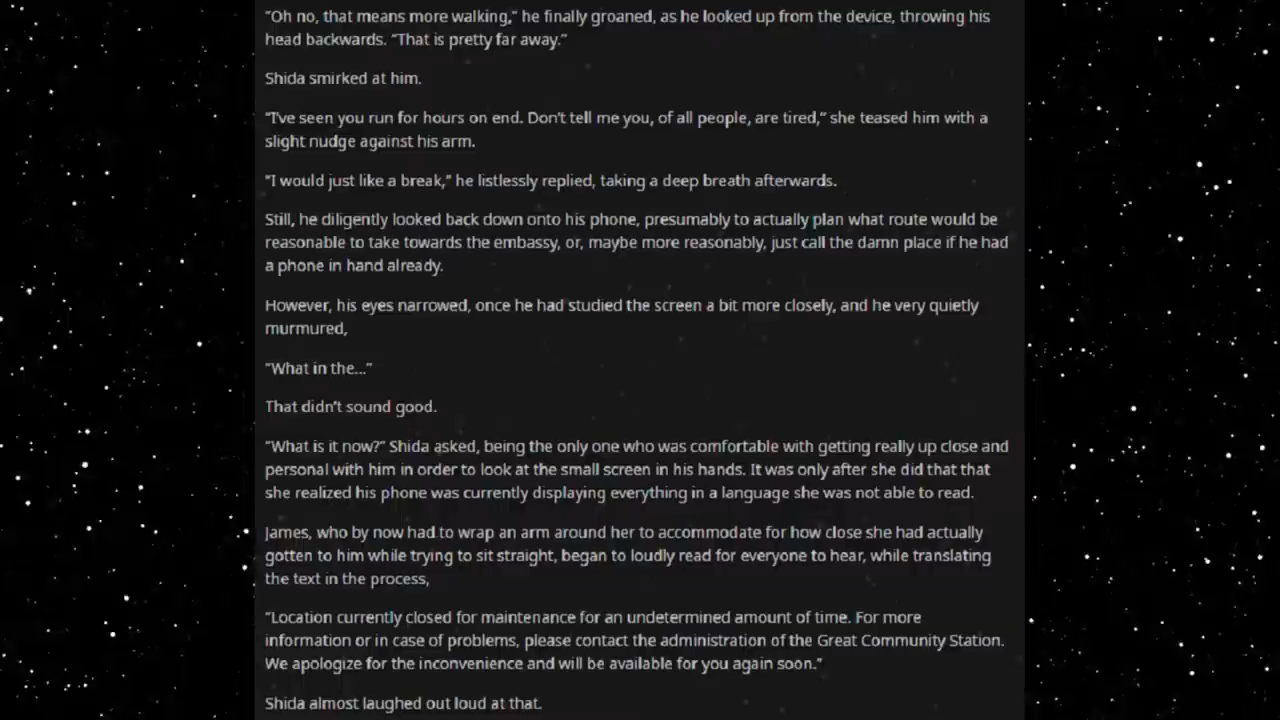 “Oh no, that means more walking,” he finally groaned, as he looked up from the device, throwing his
head backwards. “That is pretty far away.”
Shida smirked at him.
“I’ve seen you run for hours on end. Don’t tell me you, of all people, are tired,” she teased him with a
slight nudge against his arm.
“I would just like a break,” he listlessly replied, taking a deep breath afterwards.
Still, he diligently looked back down onto his phone, presumably to actually plan what route would be
reasonable to take towards the embassy, or, maybe more reasonably, just call the damn place if he had
a phone in hand already.
However, his eyes narrowed, once he had studied the screen a bit more closely, and he very quietly
murmured,
“What in the...”
That didn’t sound good.
“What is it now?” Shida asked, being the only one who was comfortable with getting really up close and
personal with him in order to look at the small screen in his hands. It was only after she did that that
she realized his phone was currently displaying everything in a language she was not able to read.
James, who by now had to wrap an arm around her to accommodate for how close she had actually
gotten to him while trying to sit straight, began to loudly read for everyone to hear, while translating
the text in the process,
“Location currently closed for maintenance for an undetermined amount of time. For more
information or in case of problems, please contact the administration of the Great Community Station.
We apologize for the inconvenience and will be available for you again soon.”
Shida almost laughed out loud at that.